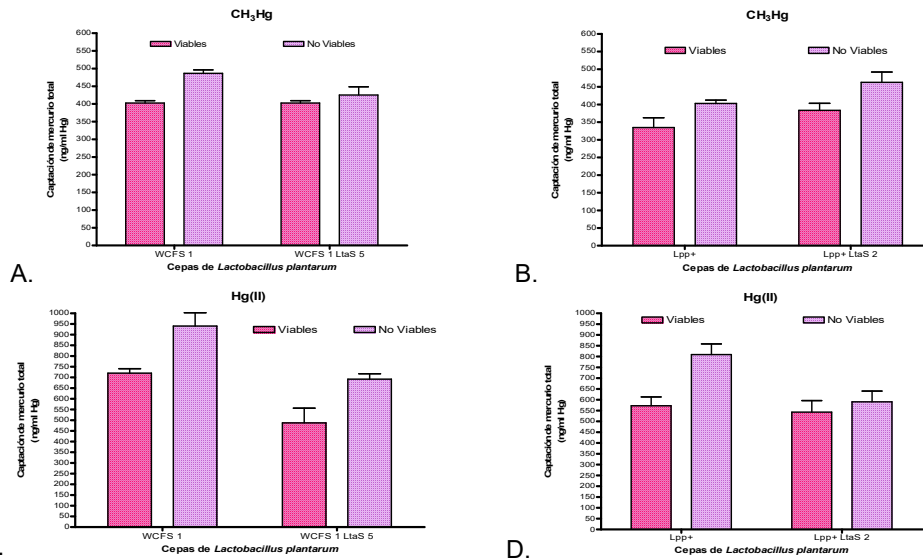 CH3Hg
Viables
No Viables
Captación de mercurio total
(ng/ml Hg)
600
550
500
450
400
350
300
250
200
150
100
50
0
WCFS 1
WCFS 1 LtaS 5
Cepas de Lactobacillus plantarum
A.
CH3Hg
Viables
No Viables
Captación de mercurio total
(ng/ml Hg)
600
550
500
450
400
350
300
250
200
150
100
50
0
Lpp+
Lpp+ LtaS 2
Cepas de Lactobacillus plantarum
B.
Hg(II)
Viables
No Viables
Captación de mercurio total
(ng/ml Hg)
1000
950
900
850
800
750
700
650
600
550
500
450
400
350
300
250
200
150
100
50
0
WCFS 1
WCFS 1 LtaS 5
Cepas de Lactobacillus plantarum
Hg(II)
Viables
No Viables
Captación de mercurio total
(ng/ml Hg)
1000
950
900
850
800
750
700
650
600
550
500
450
400
350
300
250
200
150
100
50
0
Lpp+
Lpp+ LtaS 2
Cepas de Lactobacillus plantarum
D.